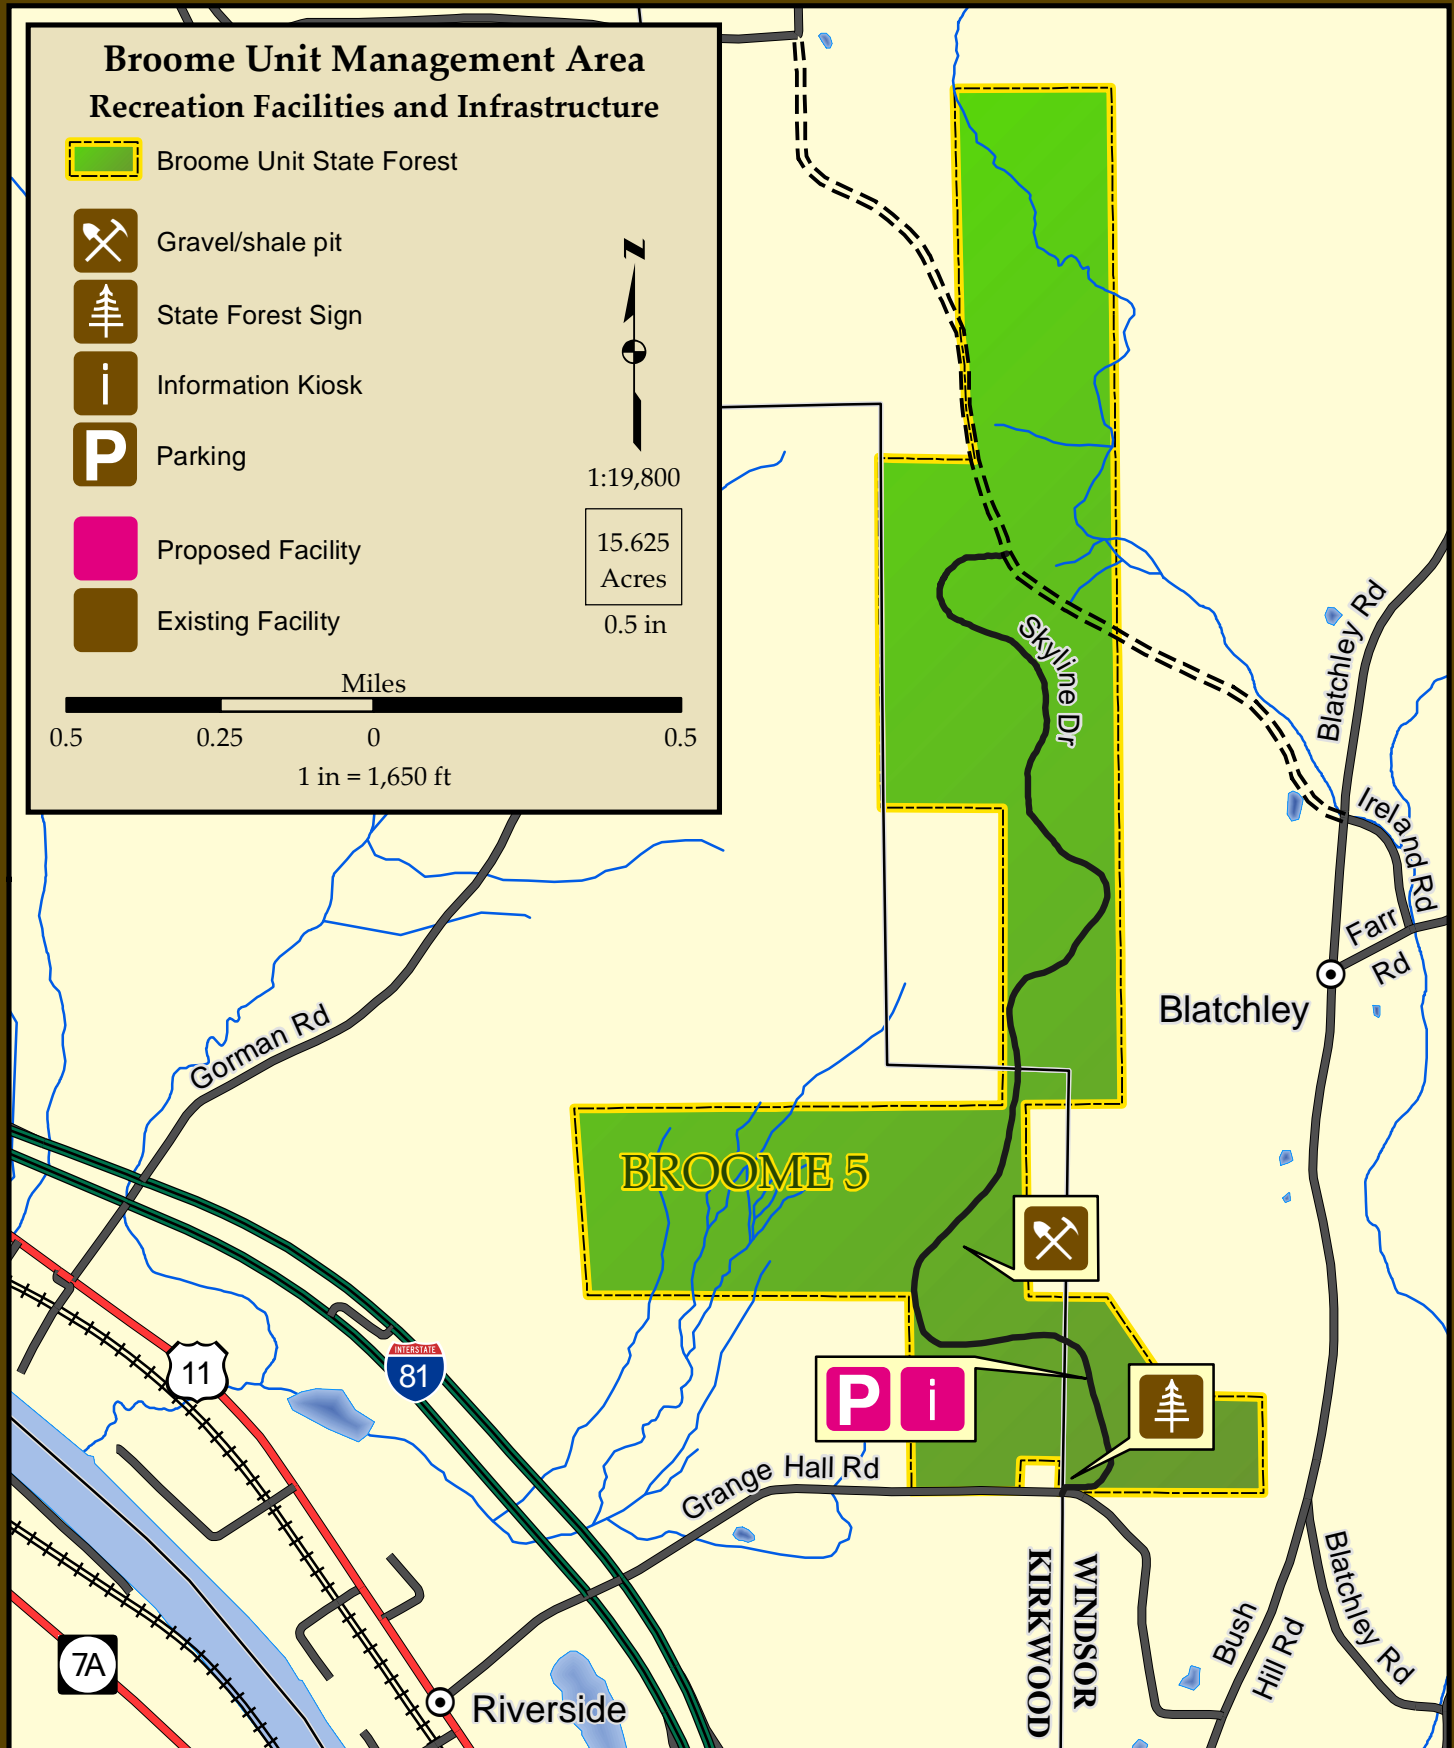 Broome Unit Management Area
Recreation Facilities and Infrastructure
Broome Unit State Forest
Gravel/shale pit
State Forest Sign
i
Information Kiosk
P
Parking
Proposed Facility
Existing Facility
N
1:19,800
15.625
Acres
0.5 in
Miles
0.5 0.25 0 0.5
1 in = 1,650 ft
Skyline Dr
Blatchley Rd
Ireland Rd
Farr
Rd
Blatchley
Gorman Rd
BROOME 5
11
INTERSTATE
81
P i
Grange Hall Rd
KIRKWOOD
WINDSOR
Bush
Hill Rd
Blatchley Rd
7A
Riverside